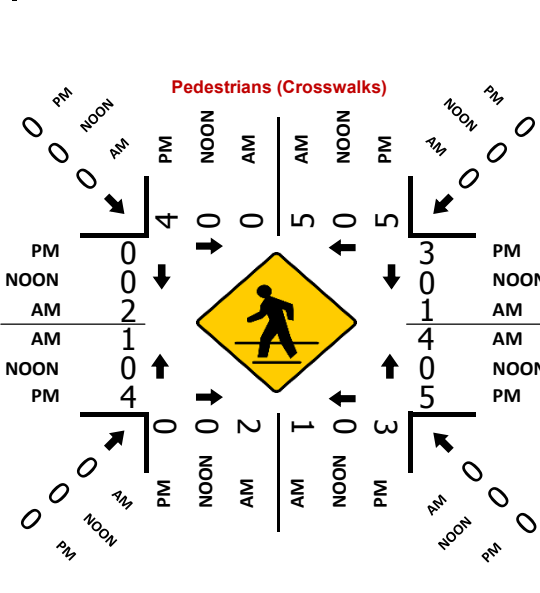 Pedestrians (Crosswalks)
PM NOON AM
0 0 0
PM NOON AM AM NOON PM
4 0 0 5 0 5
PM NOON AM
0 0 0
PM 0
NOON 0
AM 2
AM 1
NOON 0
PM 4
3 PM
0 NOON
1 AM
4 AM
0 NOON
5 PM
0 0 2 1 0 3
PM NOON AM AM NOON PM
0 0 0
AM NOON PM
0 0 0
AM NOON PM